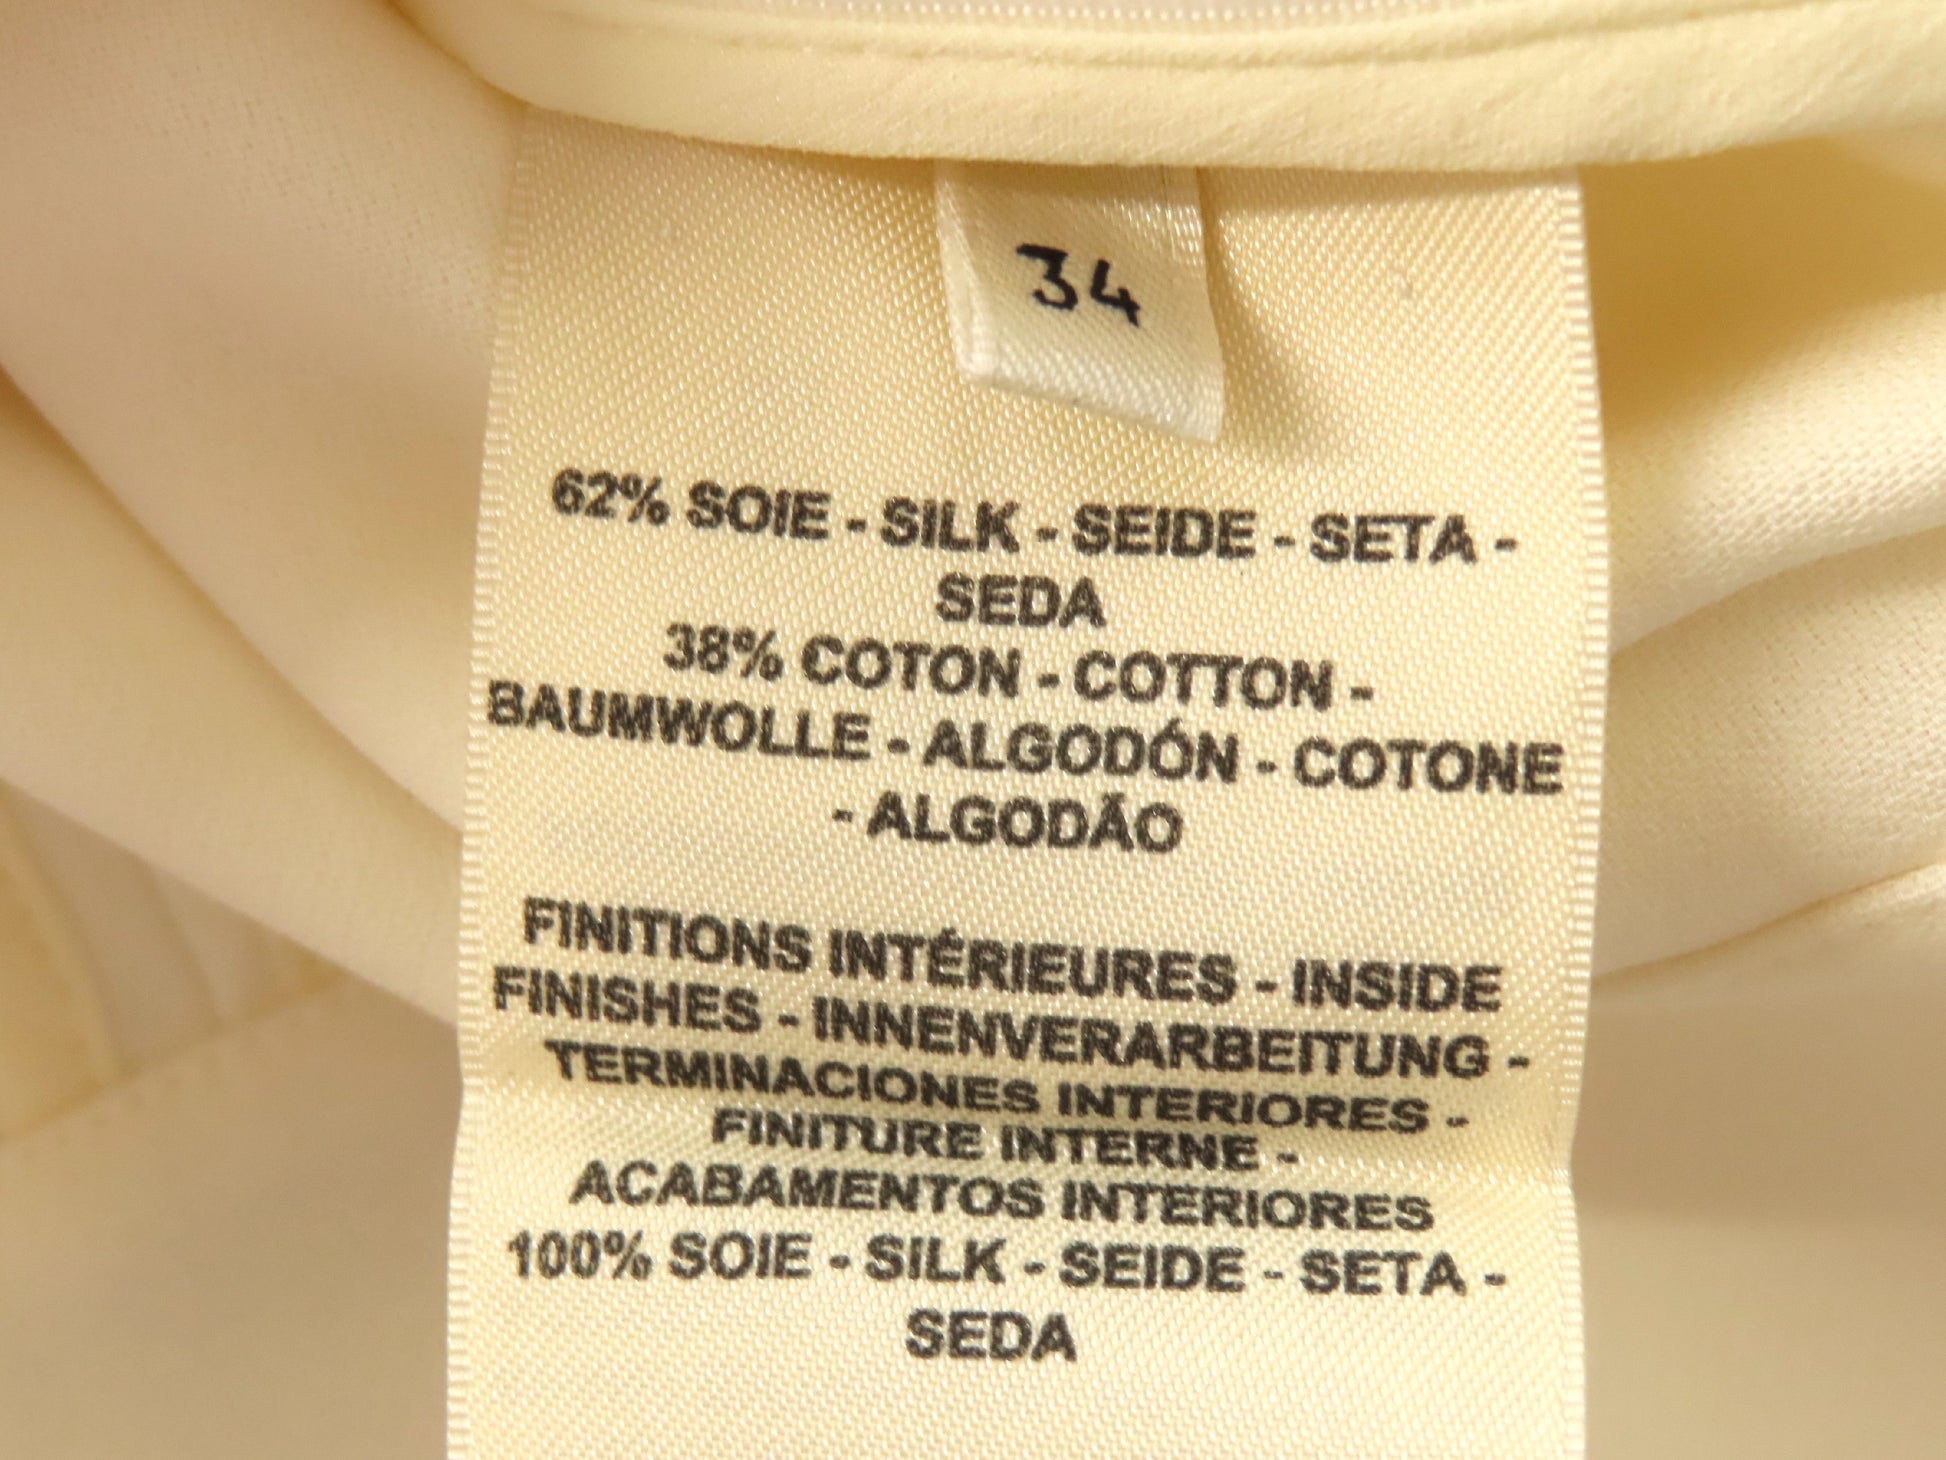 34
62% SOIE - SILK - SEIDE - SETA -
SEDA
38% COTON - COTTON -
BAUMWOLLE - ALGODÓN - COTONE
- ALGODÃO
FINITIONS INTÉRIEURES - INSIDE
FINISHES - INNENVERARBEITUNG -
TERMINACIONES INTERIORES -
FINITURE INTERNE -
ACABAMENTOS INTERIORES
100% SOIE - SILK - SEIDE - SETA -
SEDA